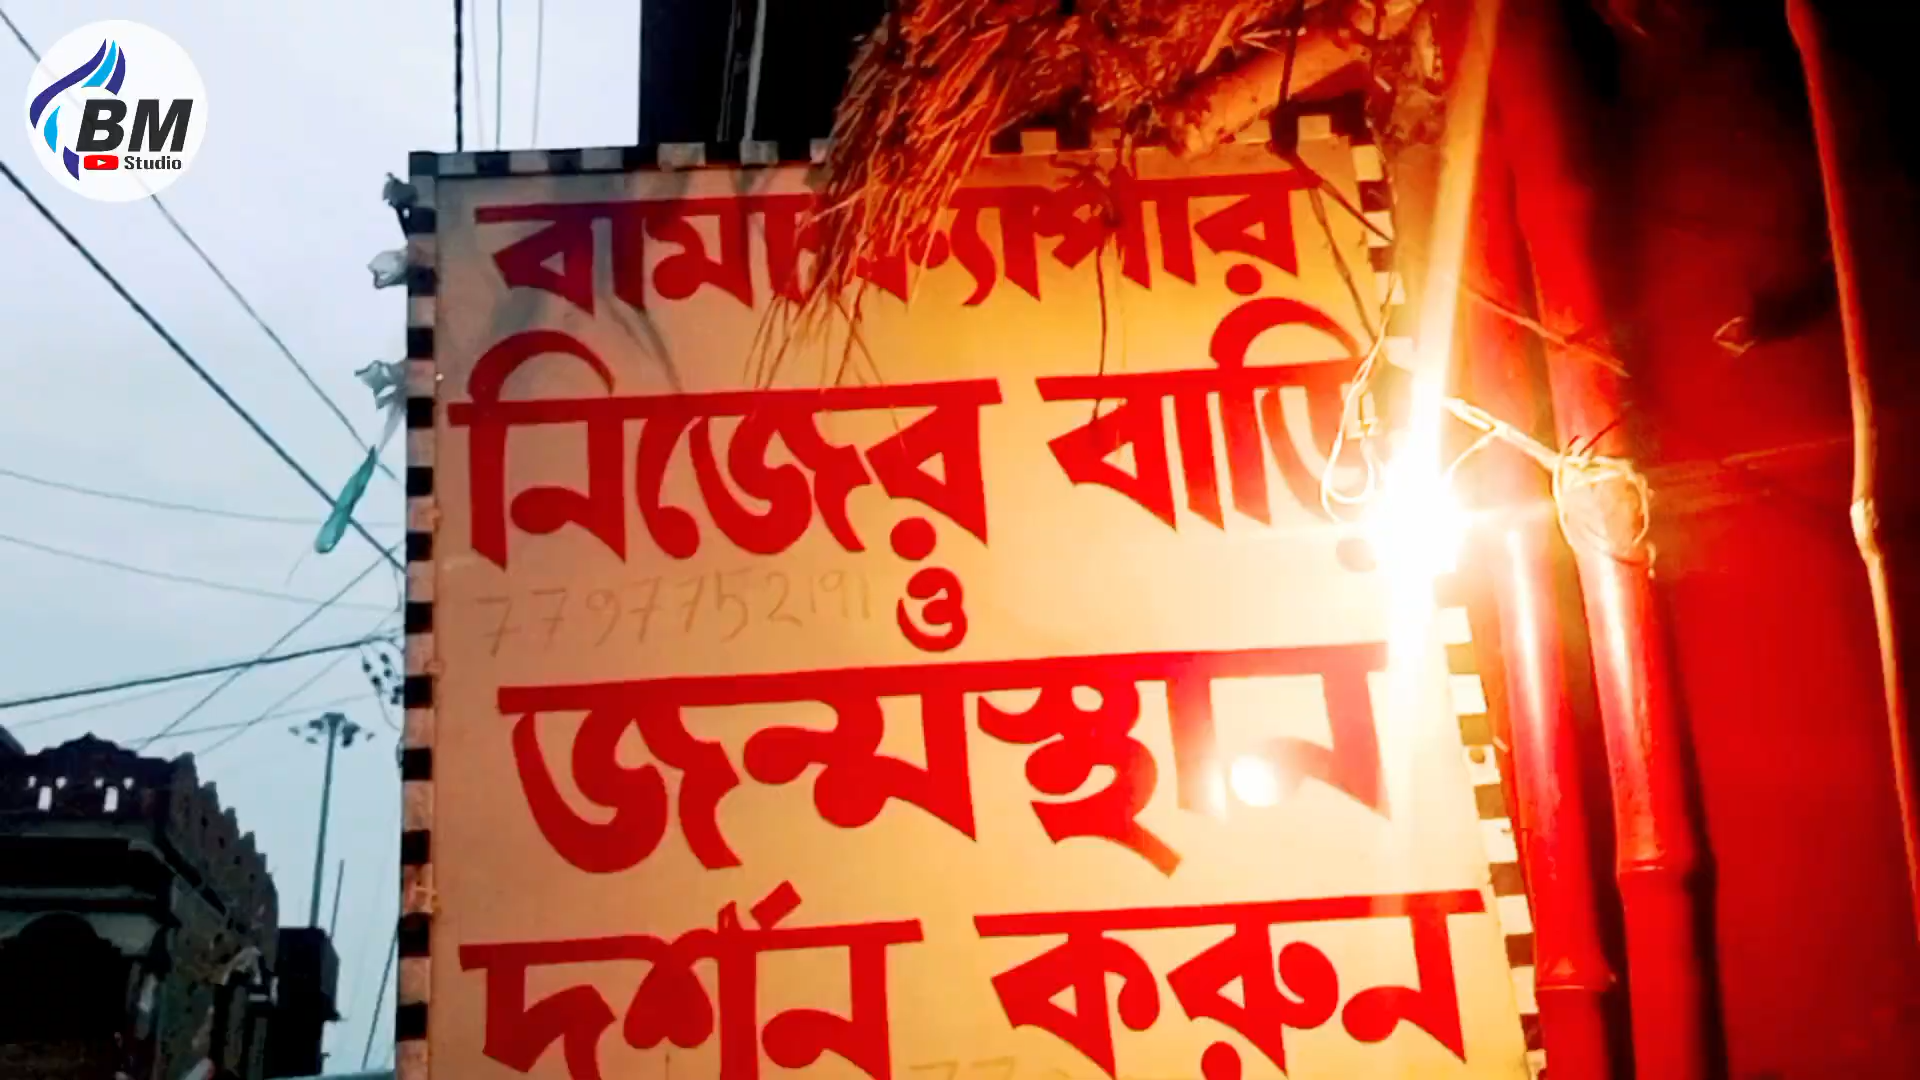 BM
Studio
বামাক্ষ্যাপার
নিজের বাড়ি
7797752191
ও
জন্মস্থান
দর্শন করুন